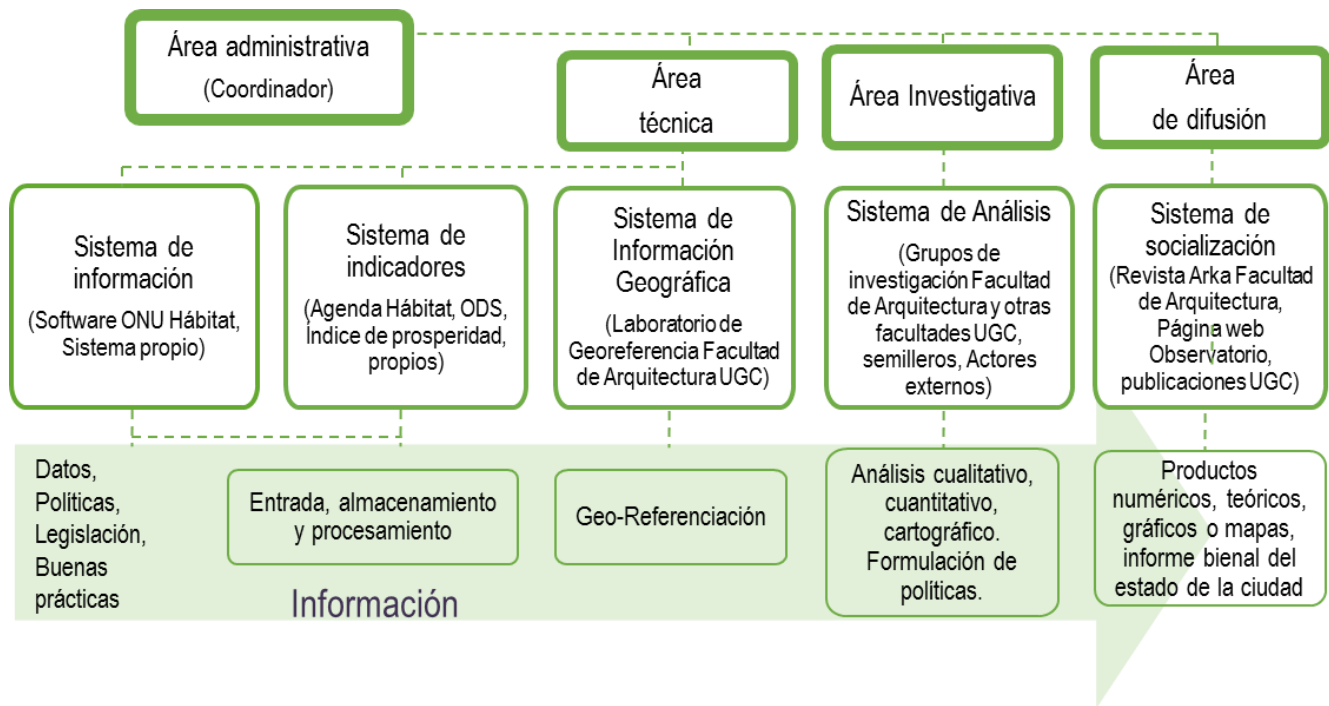 Área administrativa
(Coordinador)
Área
técnica
Área Investigativa
Área
de difusión
Sistema de
información
(Software ONU Hábitat,
Sistema propio)
Sistema de
indicadores
(Agenda Hábitat, ODS,
Índice de prosperidad,
propios)
Sistema de
Información
Geográfica
(Laboratorio de
Georeferencia Facultad
de Arquitectura UGC)
Sistema de Análisis
(Grupos de
investigación Facultad
de Arquitectura y otras
facultades UGC,
semilleros, Actores
externos)
Sistema de
socialización
(Revista Arka Facultad
de Arquitectura,
Página web
Observatorio,
publicaciones UGC)
Datos,
Políticas,
Legislación,
Buenas
prácticas
Entrada, almacenamiento
y procesamiento
Geo-Referenciación
Análisis cualitativo,
cuantitativo,
cartográfico.
Formulación de
políticas.
Productos
numéricos, teóricos,
gráficos o mapas,
informe bienal del
estado de la ciudad
Información